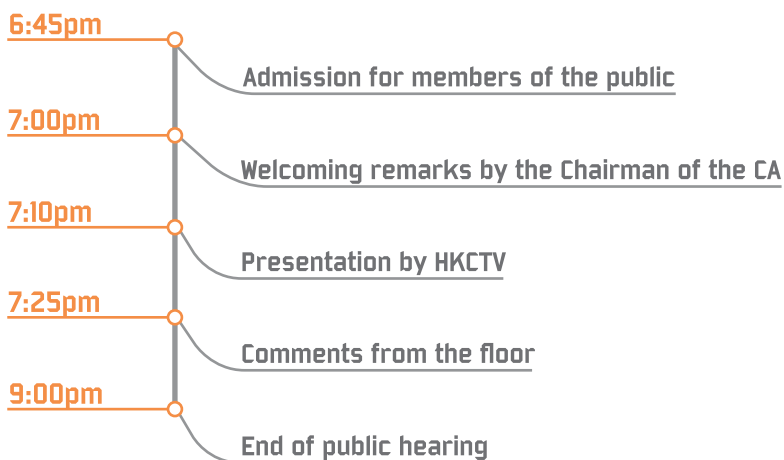 6:45pm
Admission for members of the public
7:00pm
Welcoming remarks by the Chairman of the CA
7:10pm
Presentation by HKCTV
7:25pm
Comments from the floor
9:00pm
End of public hearing